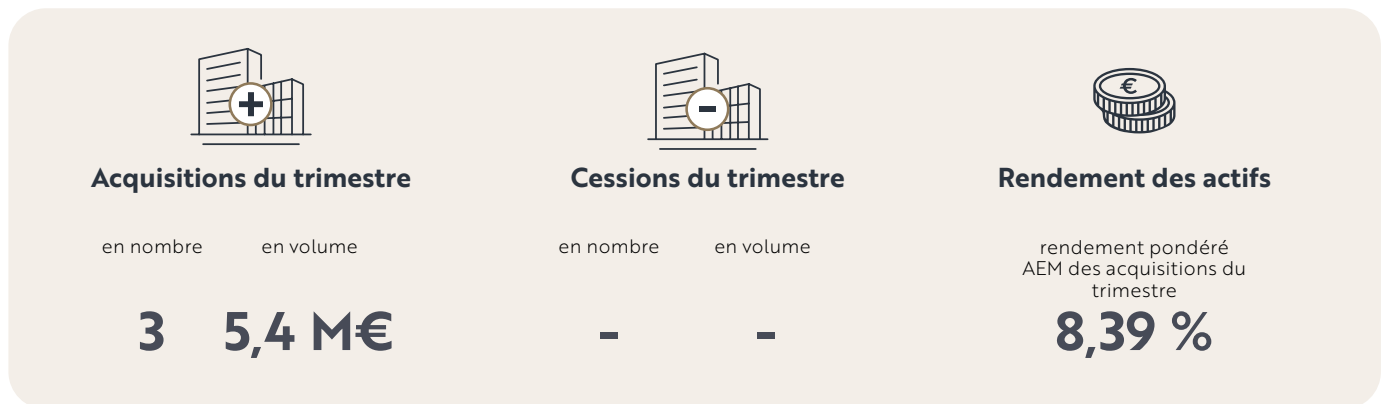 Acquisitions du trimestre
en nombre
en volume
3
5,4 M€
Cessions du trimestre
en nombre
en volume
-
-
€
Rendement des actifs
rendement pondéré
AEM des acquisitions du
trimestre
8,39 %